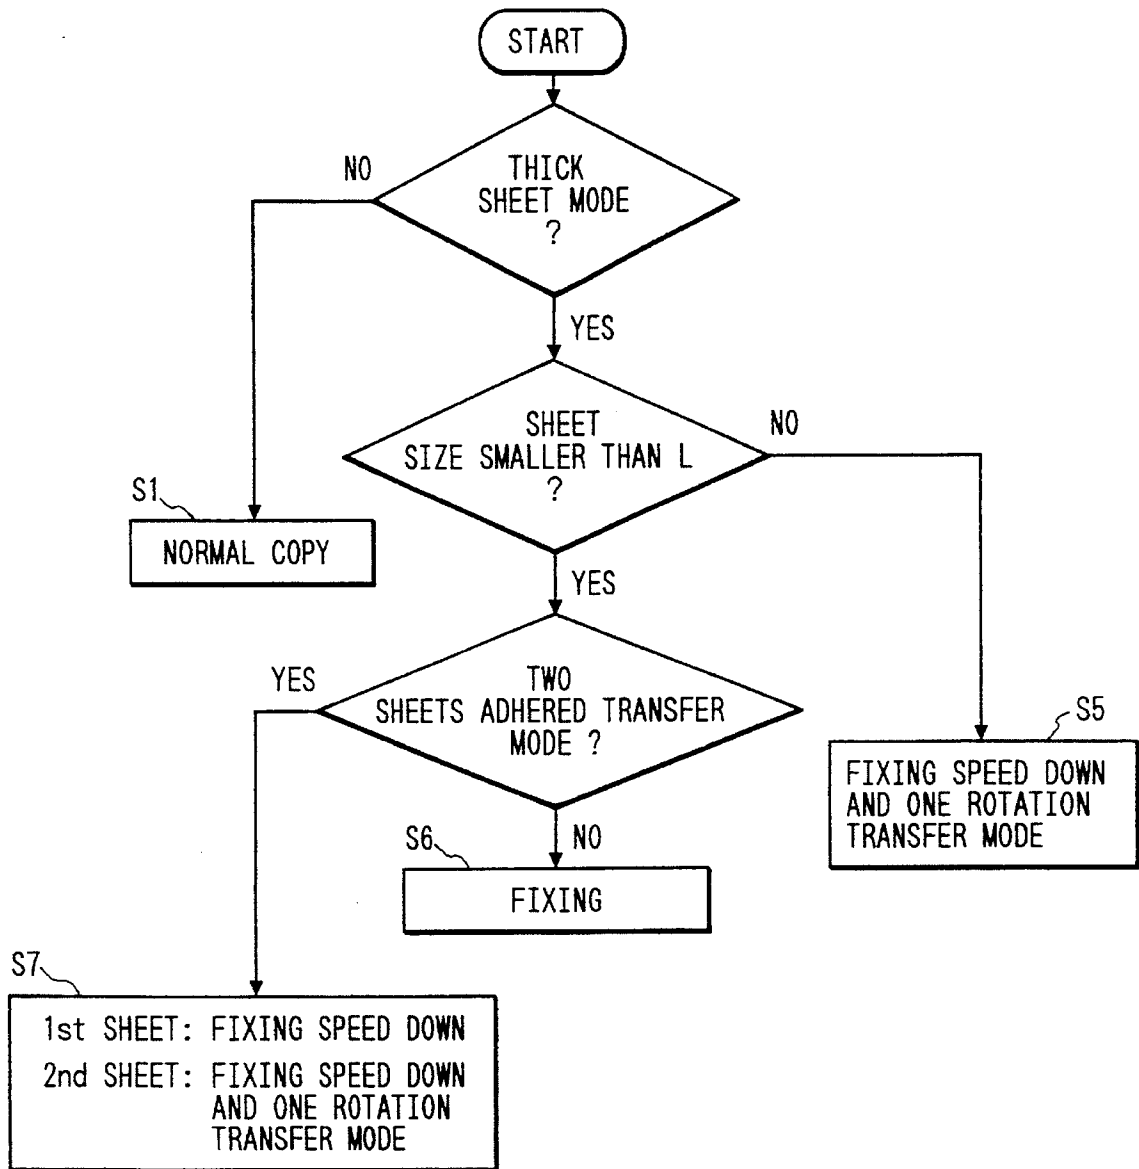 START
NO
THICK
SHEET MODE
?
YES
SHEET
SIZE SMALLER THAN L
?
NO
S1
NORMAL COPY
YES
YES
TWO
SHEETS ADHERED TRANSFER
MODE ?
S5
FIXING SPEED DOWN
AND ONE ROTATION
TRANSFER MODE
NO
S6
FIXING
S7
1st SHEET: FIXING SPEED DOWN
2nd SHEET: FIXING SPEED DOWN
AND ONE ROTATION
TRANSFER MODE